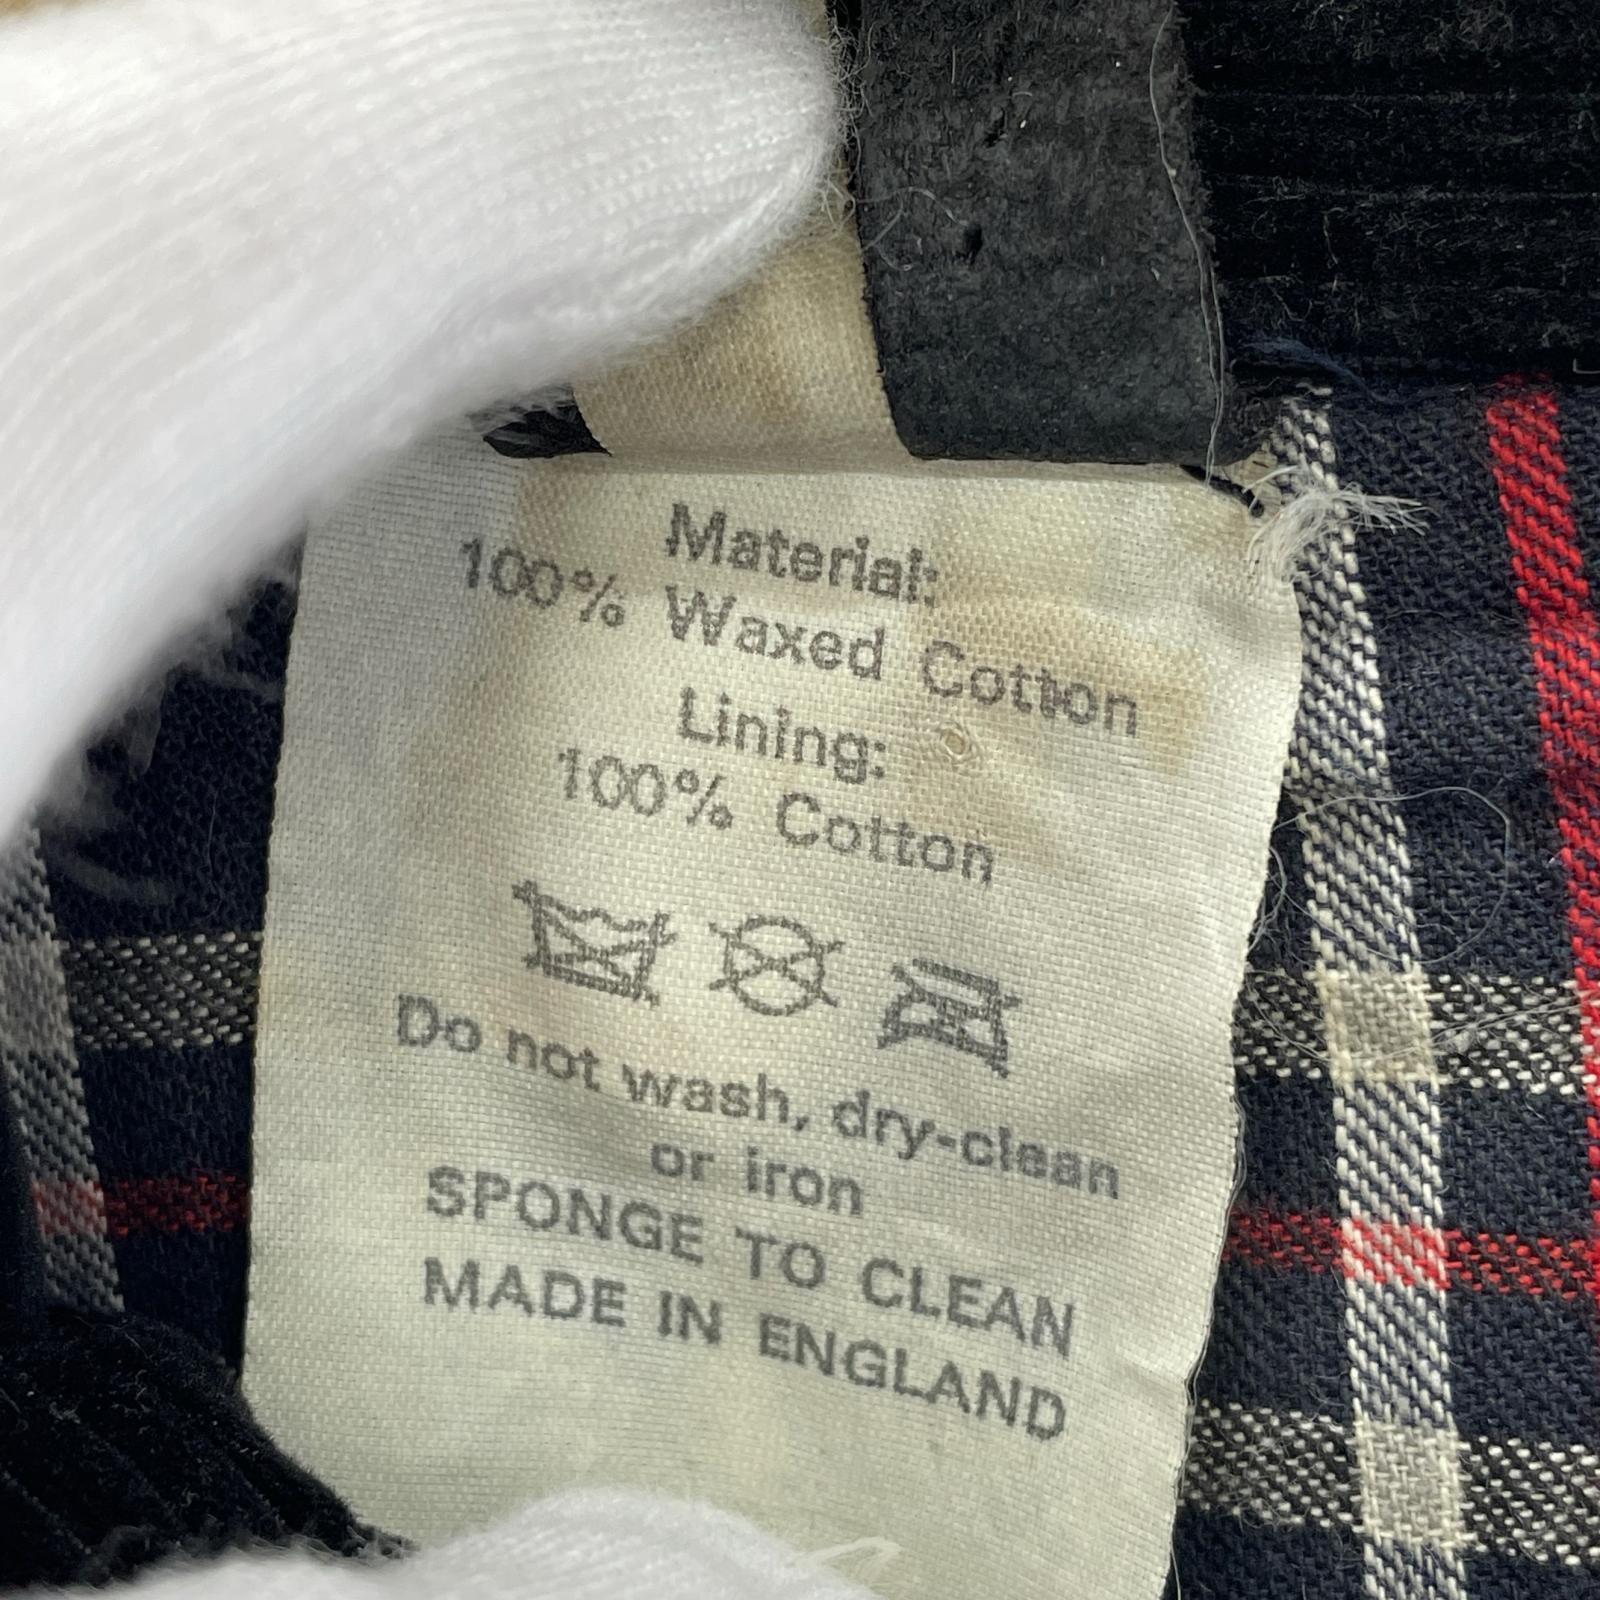 Material:
100% Waxed Cotton
Lining:
100% Cotton
Do not wash, dry-clean
or iron
SPONGE TO CLEAN
MADE IN ENGLAND